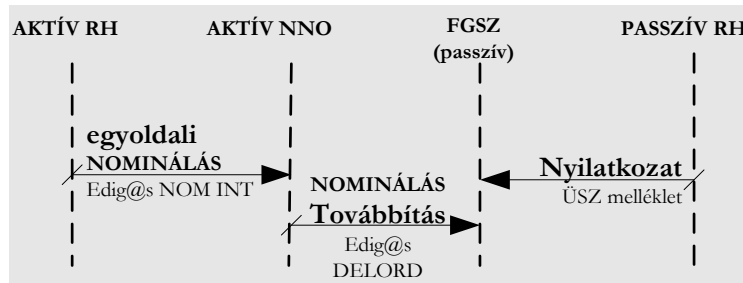 AKTÍV RH
AKTÍV NNO
FGSZ
(passzív)
PASSZÍV RH
egyoldali
NOMINÁLÁS
Edig@s NOM INT
NOMINÁLÁS
Továbbítás
Edig@s
DELORD
Nyilatkozat
ÜSZ melléklet